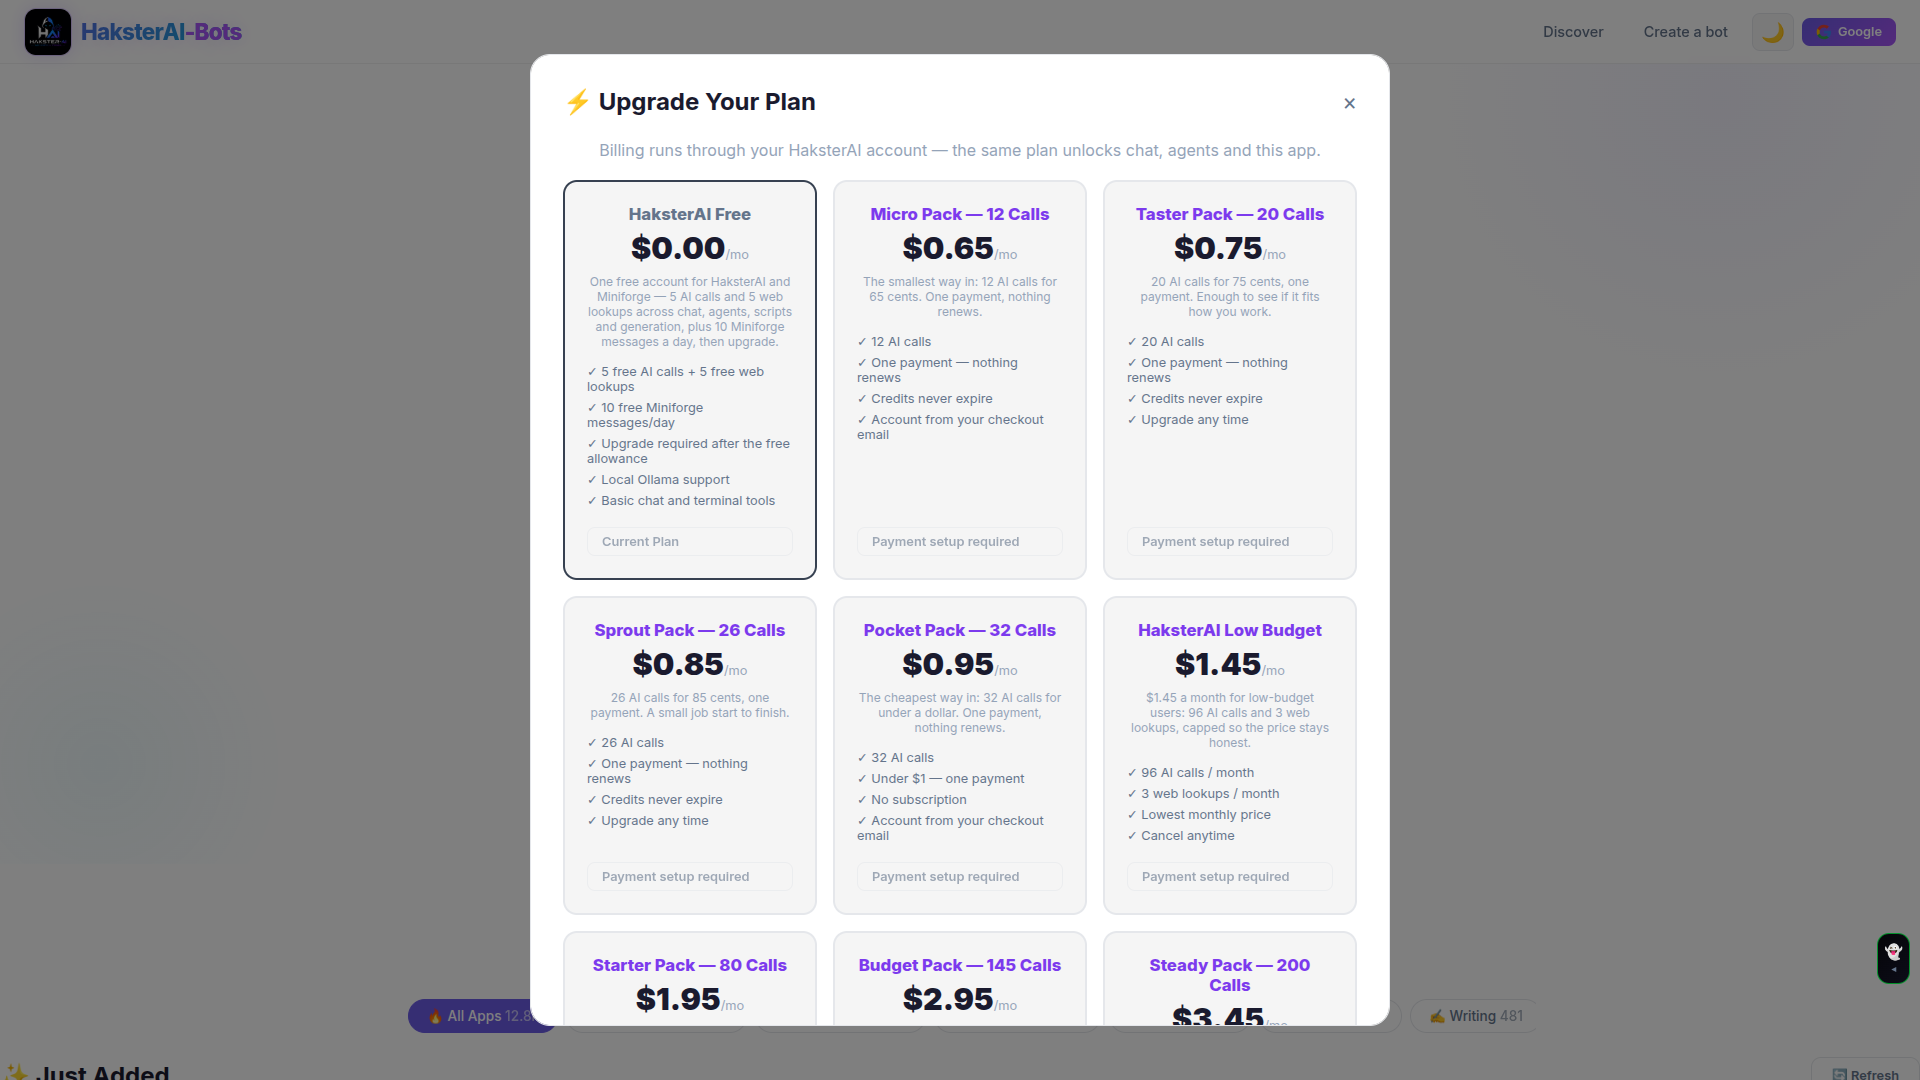 HaksterAI-Bots
Discover
Create a bot
Google
⚡ Upgrade Your Plan
×
Billing runs through your HaksterAI account — the same plan unlocks chat, agents and this app.
HaksterAI Free
$0.00/mo
One free account for HaksterAI and
Miniforge — 5 AI calls and 5 web
lookups across chat, agents, scripts
and generation, plus 10 Miniforge
messages a day, then upgrade.
✓ 5 free AI calls + 5 free web
lookups
✓ 10 free Miniforge
messages/day
✓ Upgrade required after the free
allowance
✓ Local Ollama support
✓ Basic chat and terminal tools
Current Plan
Micro Pack — 12 Calls
$0.65/mo
The smallest way in: 12 AI calls for
65 cents. One payment, nothing
renews.
✓ 12 AI calls
✓ One payment — nothing
renews
✓ Credits never expire
✓ Account from your checkout
email
Payment setup required
Taster Pack — 20 Calls
$0.75/mo
20 AI calls for 75 cents, one
payment. Enough to see if it fits
how you work.
✓ 20 AI calls
✓ One payment — nothing
renews
✓ Credits never expire
✓ Upgrade any time
Payment setup required
Sprout Pack — 26 Calls
$0.85/mo
26 AI calls for 85 cents, one
payment. A small job start to finish.
✓ 26 AI calls
✓ One payment — nothing
renews
✓ Credits never expire
✓ Upgrade any time
Payment setup required
Pocket Pack — 32 Calls
$0.95/mo
The cheapest way in: 32 AI calls for
under a dollar. One payment,
nothing renews.
✓ 32 AI calls
✓ Under $1 — one payment
✓ No subscription
✓ Account from your checkout
email
Payment setup required
HaksterAI Low Budget
$1.45/mo
$1.45 a month for low-budget
users: 96 AI calls and 3 web
lookups, capped so the price stays
honest.
✓ 96 AI calls / month
✓ 3 web lookups / month
✓ Lowest monthly price
✓ Cancel anytime
Payment setup required
Starter Pack — 80 Calls
$1.95/mo
Budget Pack — 145 Calls
$2.95/mo
Steady Pack — 200
Calls
$3.45/mo
🔥 All Apps
✍️ Writing 481
✨ Just Added
🔄 Refresh